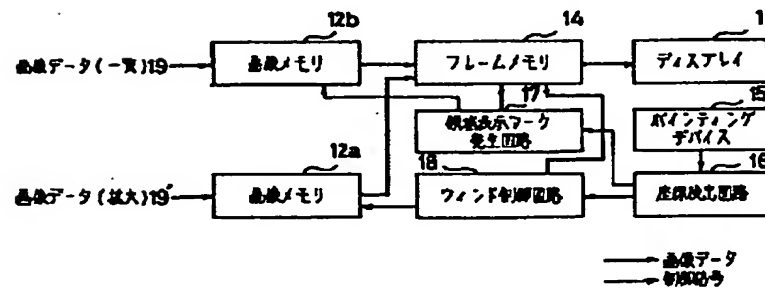 12b
14
1
画像データ(一覧)19
画像メモリ
フレームメモリ
ディスプレイ
17
15
領域表示マーク
発生回路
ポインティング
デバイス
12a
18
16
画像データ(拡大)19'
画像メモリ
ウィンド制御回路
座標検出回路
画像データ
制御信号